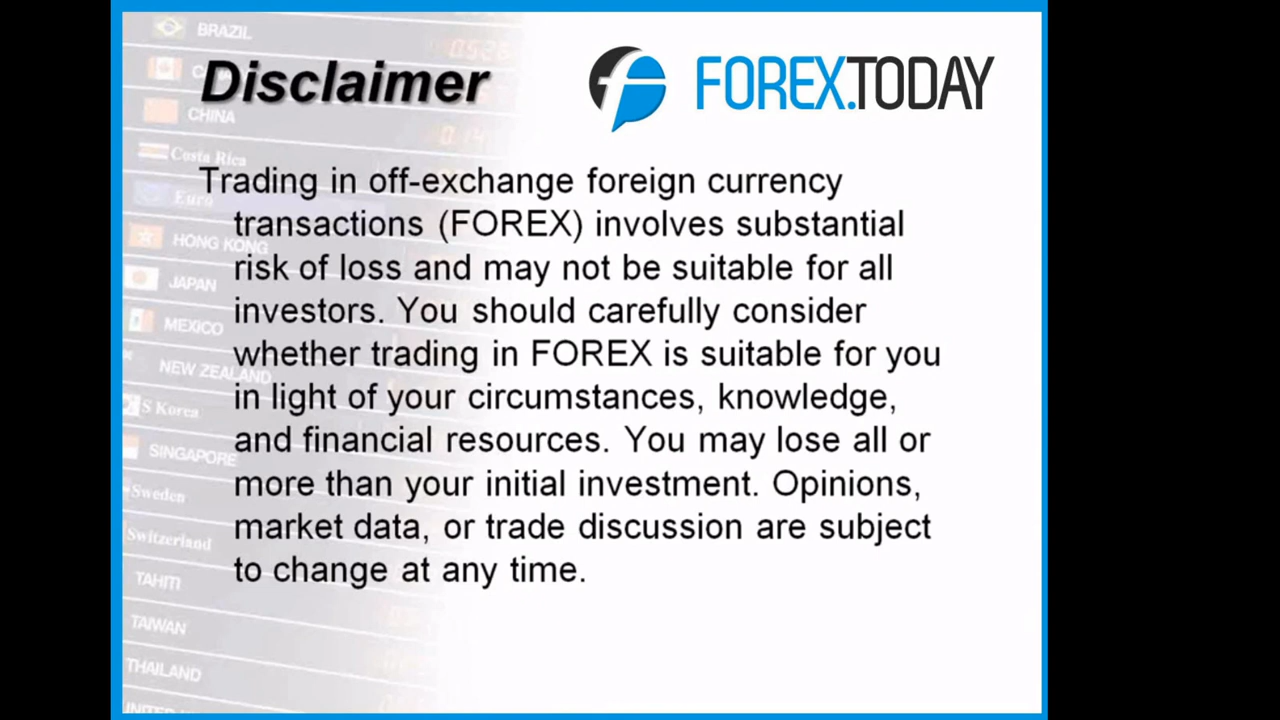 Disclaimer
FOREX.TODAY
Trading in off-exchange foreign currency
transactions (FOREX) involves substantial
risk of loss and may not be suitable for all
investors. You should carefully consider
whether trading in FOREX is suitable for you
in light of your circumstances, knowledge,
and financial resources. You may lose all or
more than your initial investment. Opinions,
market data, or trade discussion are subject
to change at any time.
BRAZIL
CHINA
Costa Rica
Euro
HONG KONG
JAPAN
MEXICO
NEW ZEALAND
S Korea
SINGAPORE
Sweden
Switzerland
TAHITI
TAIWAN
THAILAND